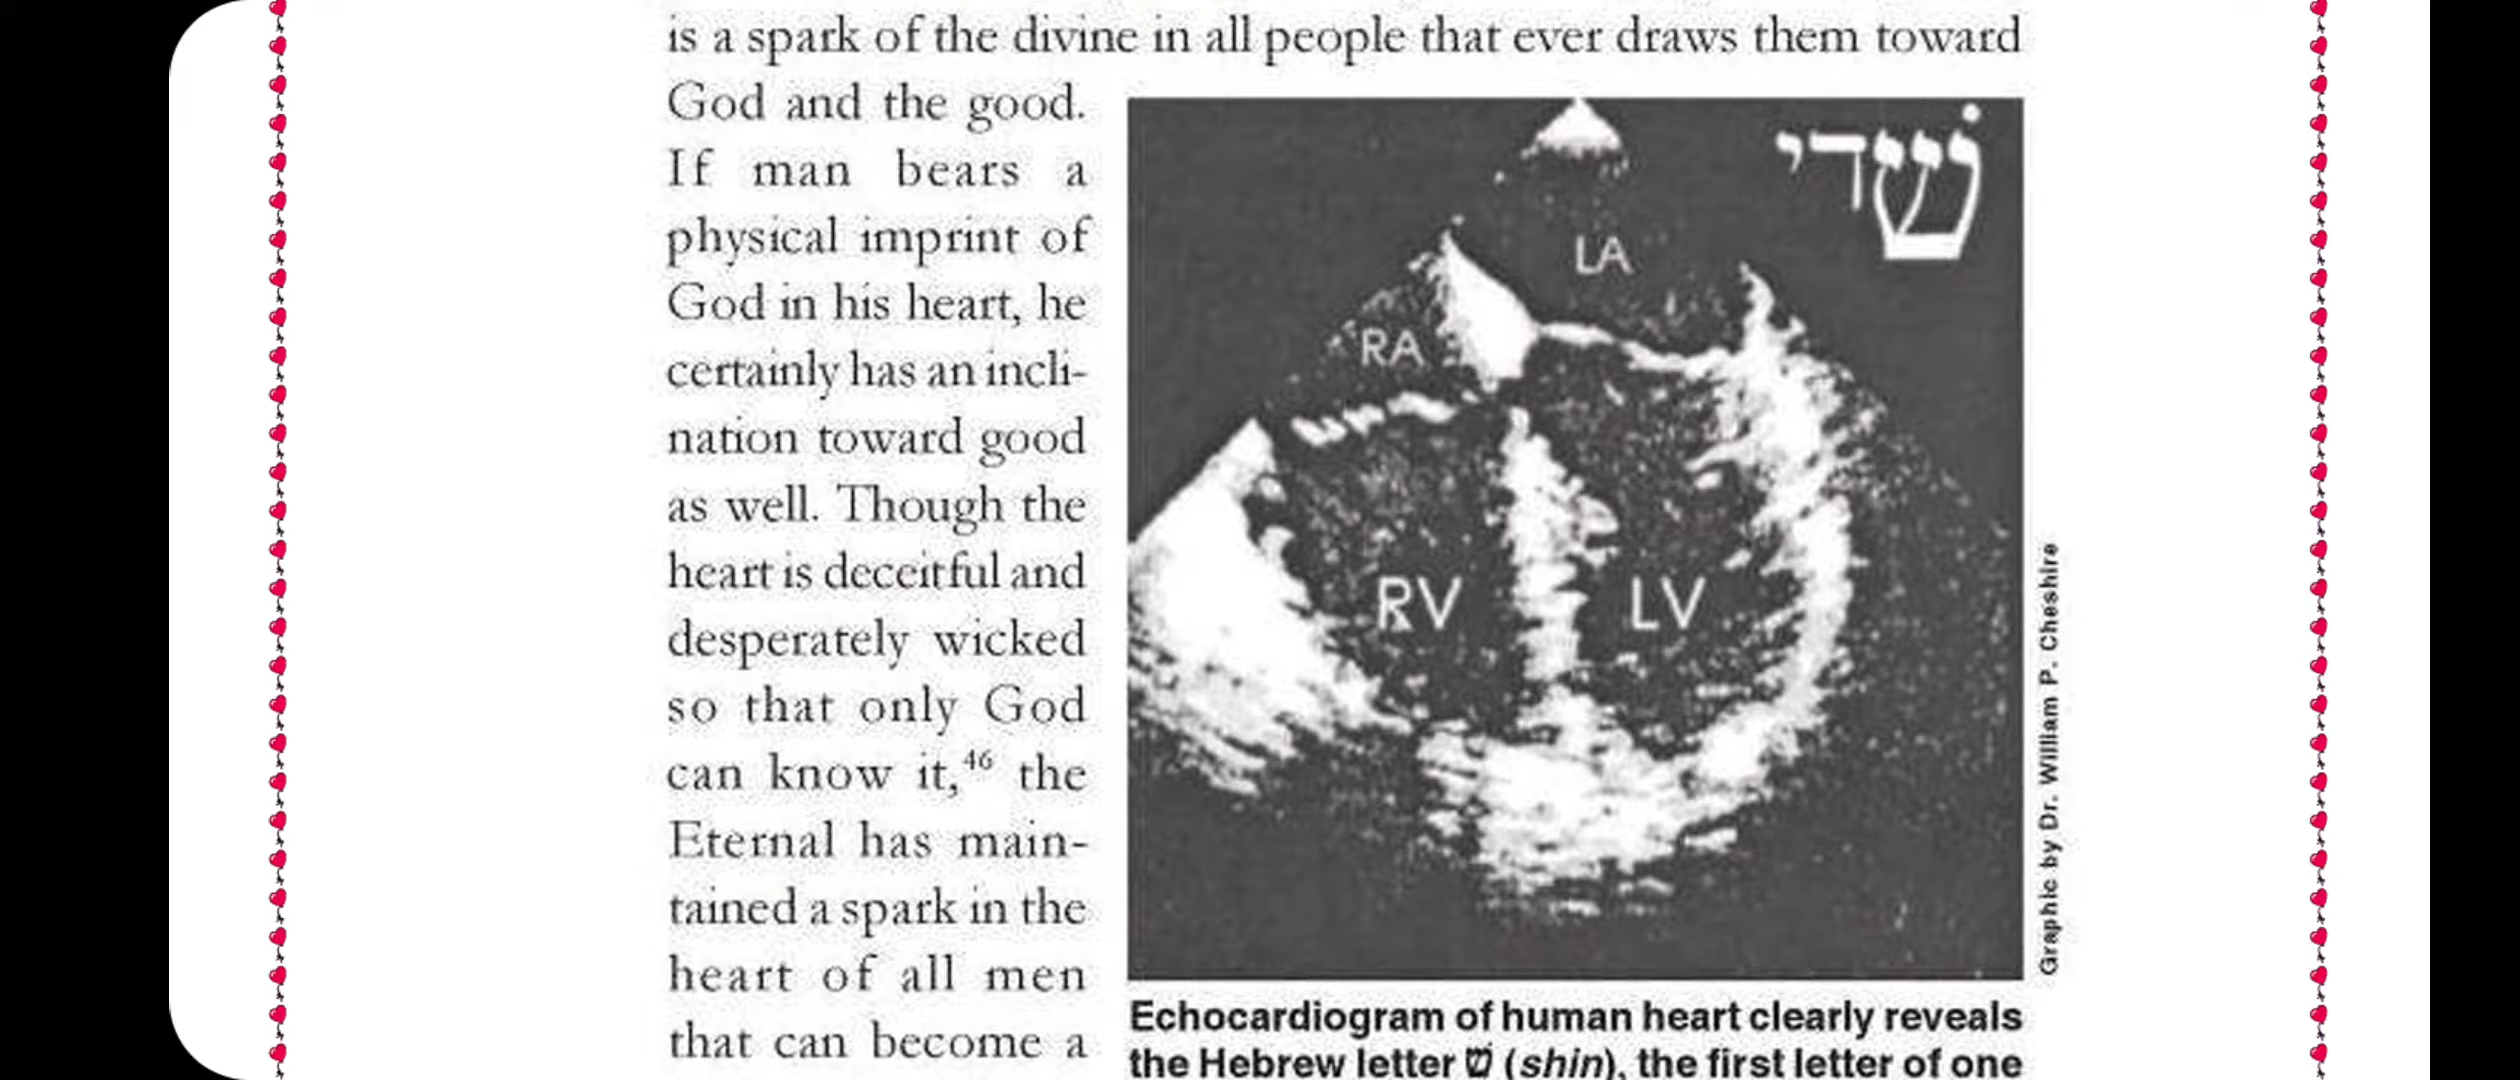 is a spark of the divine in all people that ever draws them toward
God and the good.
If man bears a
physical imprint of
God in his heart, he
certainly has an incli-
nation toward good
as well. Though the
heart is deceitful and
desperately wicked
so that only God
can know it,⁴⁶ the
Eternal has main-
tained a spark in the
heart of all men
that can become a
שׁדי
LA
RA
RV
LV
Graphic by Dr. William P. Cheshire
Echocardiogram of human heart clearly reveals
the Hebrew letter שׁ (shin), the first letter of one